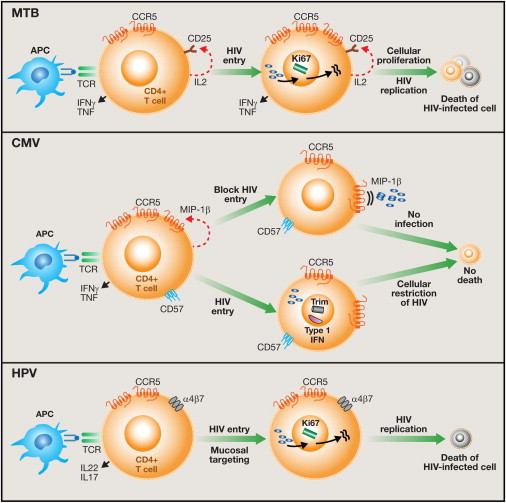 MTB
APC
TCR
IFNγ
TNF
CCR5
CD25
IL2
CD4+
T cell
HIV
entry
CCR5
CD25
Ki67
IL2
IFNγ
TNF
Cellular
proliferation
HIV
replication
Death of
HIV-infected cell
CMV
APC
TCR
IFNγ
TNF
CCR5
MIP-1β
CD4+
T cell
CD57
Block HIV
entry
CCR5
MIP-1β
CD57
No
infection
HIV
entry
CCR5
Trim
Type 1
IFN
CD57
Cellular
restriction
of HIV
No
death
HPV
APC
TCR
IL22
IL17
CCR5
α4β7
CD4+
T cell
HIV entry
Mucosal
targeting
CCR5
α4β7
Ki67
HIV
replication
Death of
HIV-infected cell